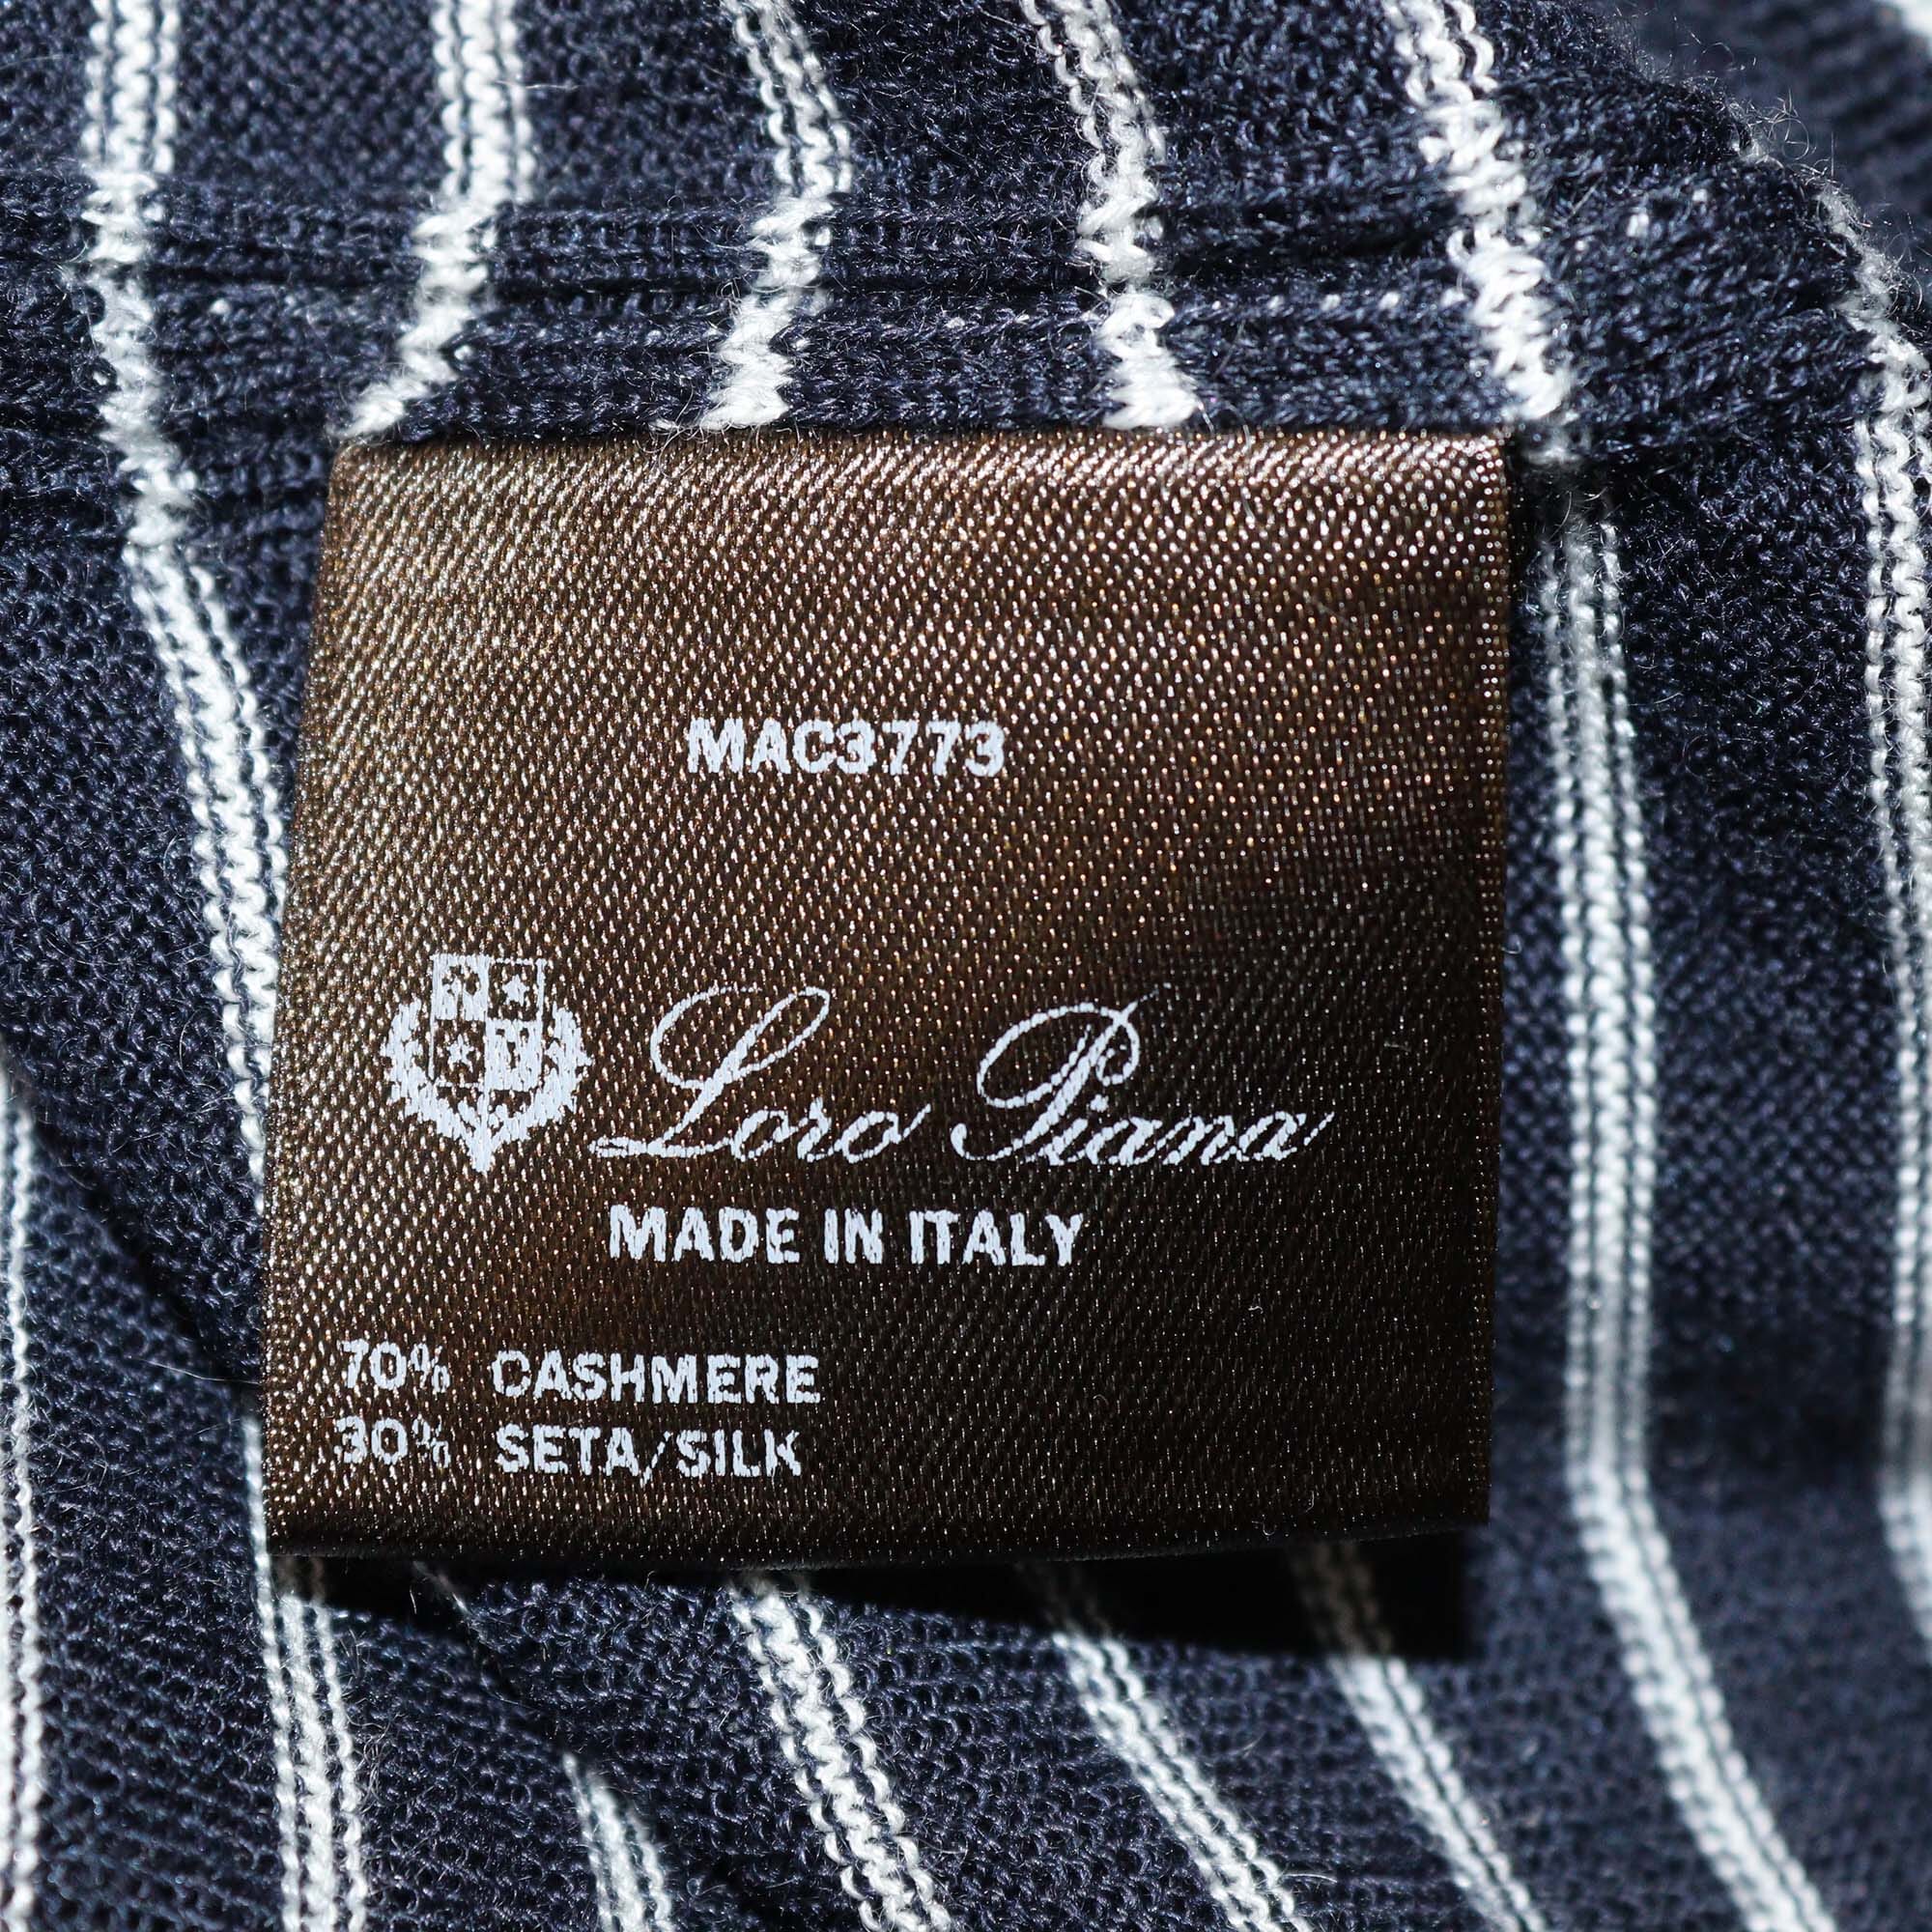 MAC3773
Loro Piana
MADE IN ITALY
70% CASHMERE
30% SETA/SILK